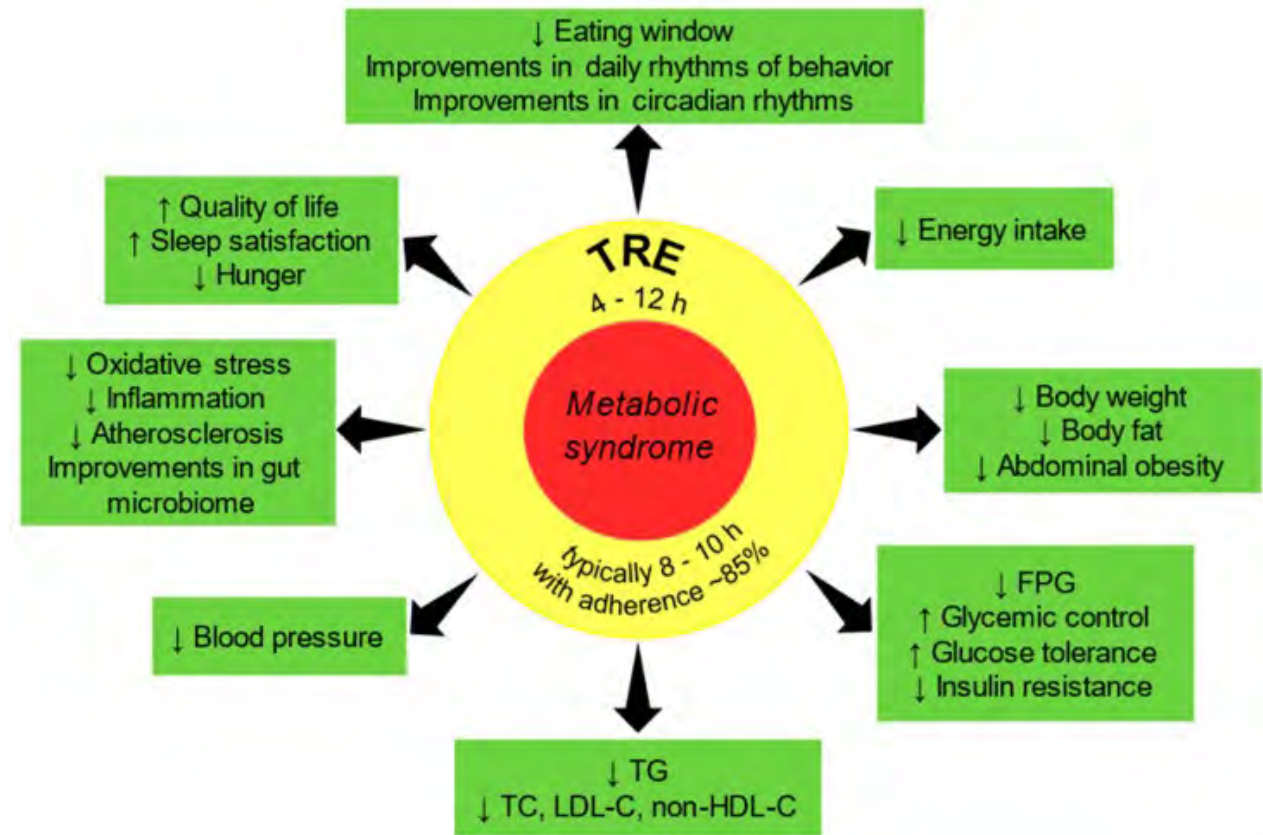 ↓ Eating window
Improvements in daily rhythms of behavior
Improvements in circadian rhythms
↑ Quality of life
↑ Sleep satisfaction
↓ Hunger
↓ Energy intake
TRE
4 - 12 h
Metabolic
syndrome
typically 8 - 10 h
with adherence ~85%
↓ Oxidative stress
↓ Inflammation
↓ Atherosclerosis
Improvements in gut
microbiome
↓ Body weight
↓ Body fat
↓ Abdominal obesity
↓ Blood pressure
↓ FPG
↑ Glycemic control
↑ Glucose tolerance
↓ Insulin resistance
↓ TG
↓ TC, LDL-C, non-HDL-C